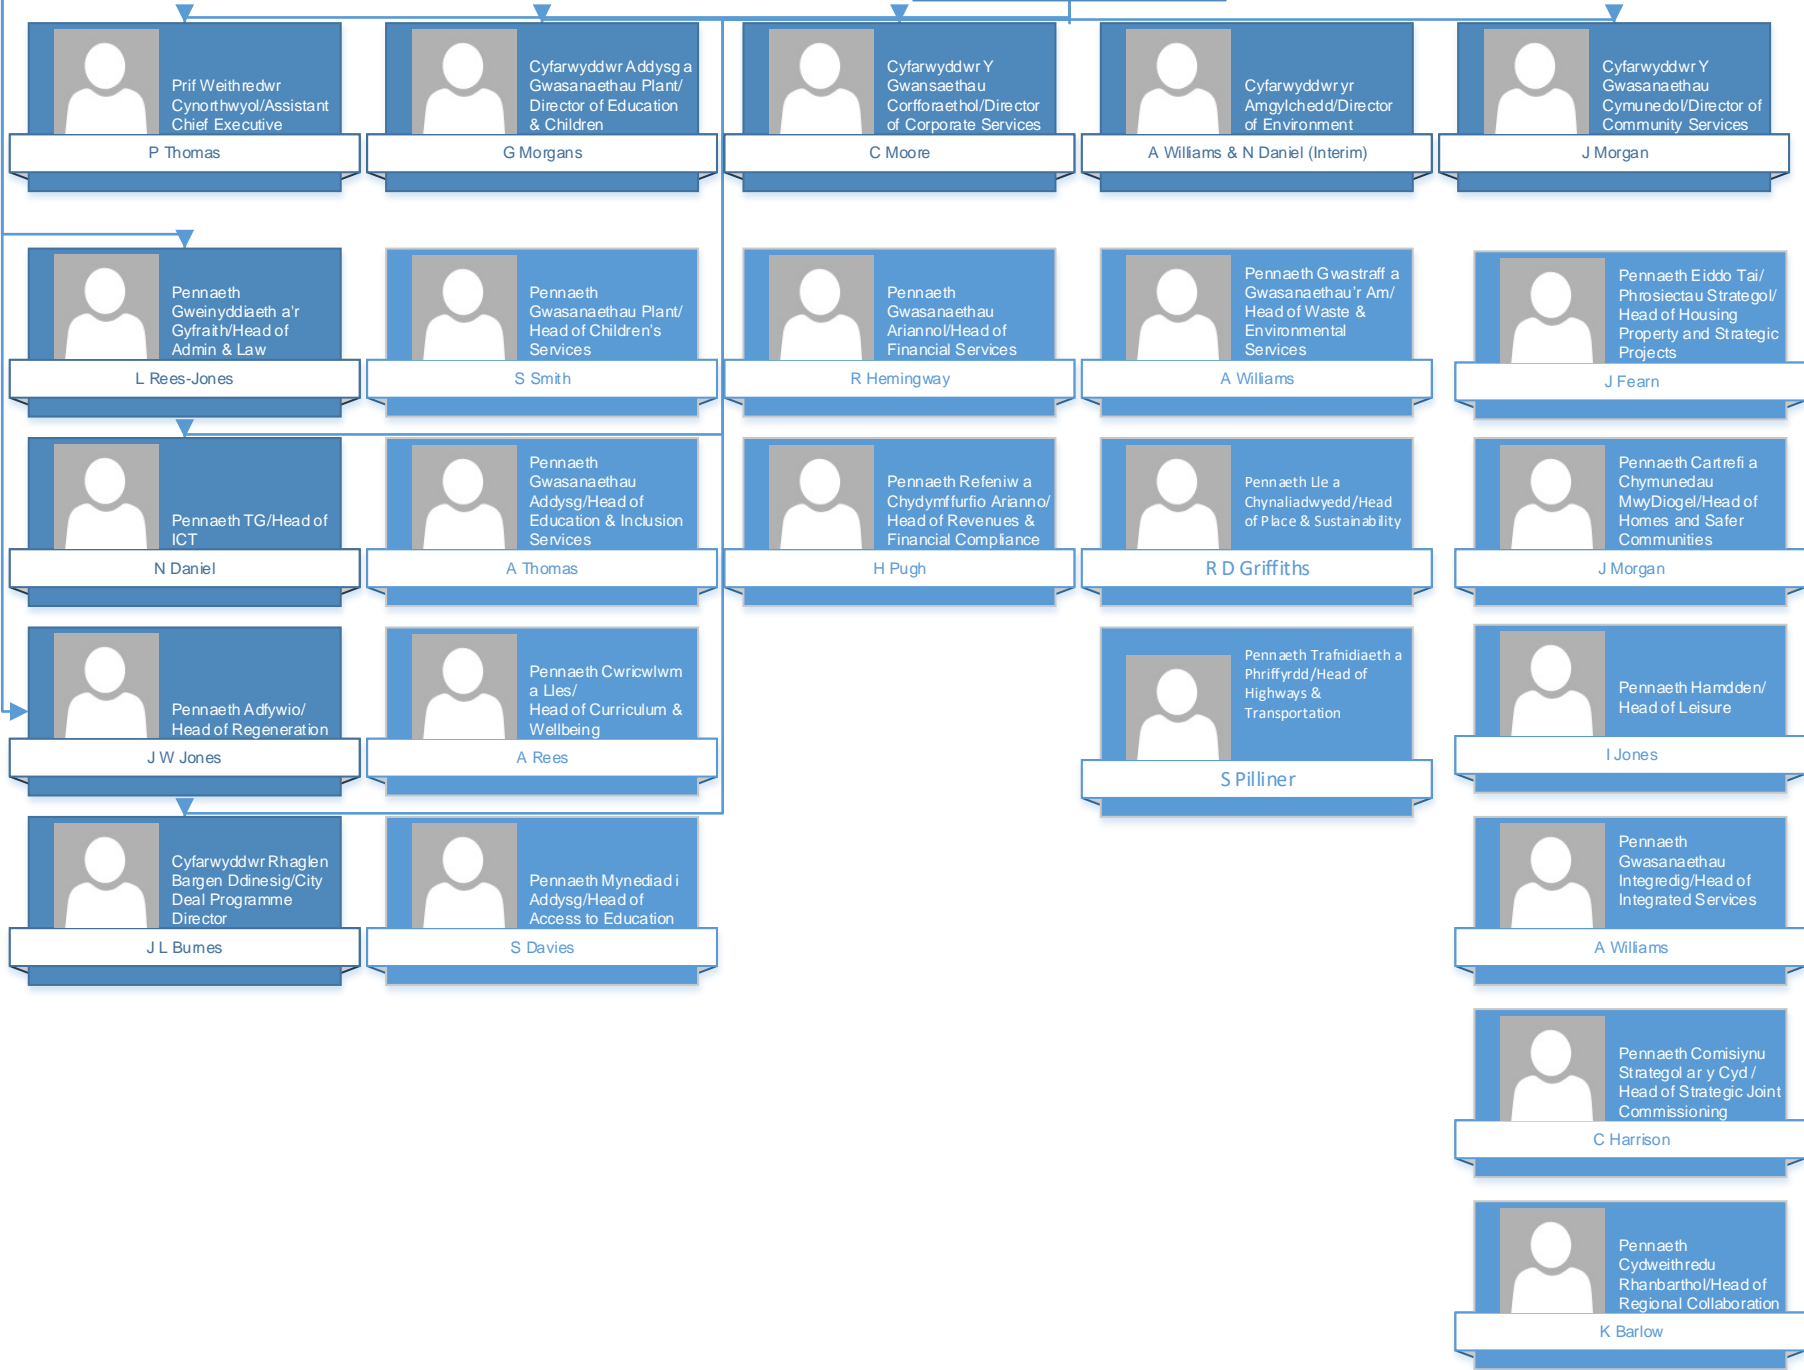 Prif Weithredwr
Cynorthwyol/Assistant
Chief Executive
P Thomas
Cyfarwyddwr Addysg a
Gwasanaethau Plant/
Director of Education
& Children
G Morgans
Cyfarwyddwr Y
Gwansaethau
Corfforaethol/Director
of Corporate Services
C Moore
Cyfarwyddwr yr
Amgylchedd/Director
of Environment
A Williams & N Daniel (Interim)
Cyfarwyddwr Y
Gwasanaethau
Cymunedol/Director of
Community Services
J Morgan
Pennaeth
Gweinyddiaeth a'r
Gyfraith/Head of
Admin & Law
L Rees-Jones
Pennaeth
Gwasanaethau Plant/
Head of Children's
Services
S Smith
Pennaeth
Gwasanaethau
Ariannol/Head of
Financial Services
R Hemingway
Pennaeth Gwastraff a
Gwasanaethau'r Am/
Head of Waste &
Environmental
Services
A Williams
Pennaeth Eiddo Tai/
Phrosiectau Strategol/
Head of Housing
Property and Strategic
Projects
J Fearn
Pennaeth TG/Head of
ICT
N Daniel
Pennaeth
Gwasanaethau
Addysg/Head of
Education & Inclusion
Services
A Thomas
Pennaeth Refeniw a
Chydymffurfio Arianno/
Head of Revenues &
Financial Compliance
H Pugh
Pennaeth Lle a
Chynaliadwyedd/Head
of Place & Sustainability
R D Griffiths
Pennaeth Cartrefi a
Chymunedau
MwyDiogel/Head of
Homes and Safer
Communities
J Morgan
Pennaeth Adfywio/
Head of Regeneration
J W Jones
Pennaeth Cwricwlwm
a Lles/
Head of Curriculum &
Wellbeing
A Rees
Pennaeth Trafnidiaeth a
Phriffyrdd/Head of
Highways &
Transportation
S Pilliner
Pennaeth Hamdden/
Head of Leisure
I Jones
Cyfarwyddwr Rhaglen
Bargen Ddinesig/City
Deal Programme
Director
J L Burnes
Pennaeth Mynediad i
Addysg/Head of
Access to Education
S Davies
Pennaeth
Gwasanaethau
Integredig/Head of
Integrated Services
A Williams
Pennaeth Comisiynu
Strategol ar y Cyd /
Head of Strategic Joint
Commissioning
C Harrison
Pennaeth
Cydweithredu
Rhanbarthol/Head of
Regional Collaboration
K Barlow